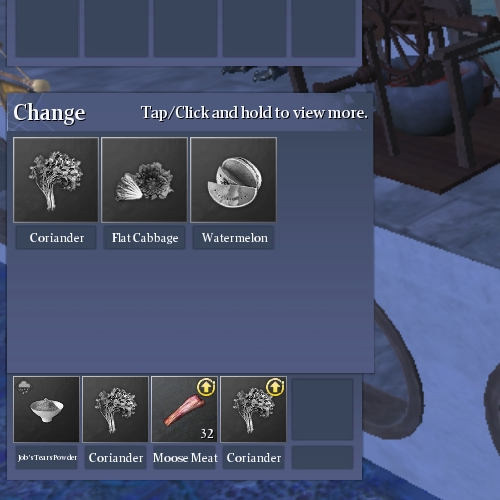 Change
Tap/Click and hold to view more.
Coriander
Flat Cabbage
Watermelon
32
Job's Tears Powder
Coriander
Moose Meat
Coriander